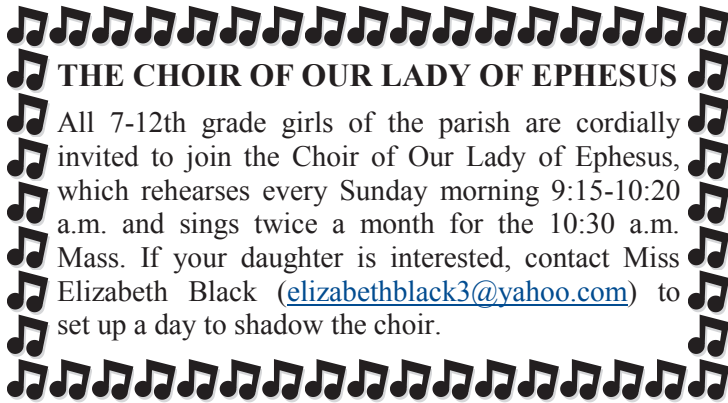 THE CHOIR OF OUR LADY OF EPHESUS
All 7-12th grade girls of the parish are cordially
invited to join the Choir of Our Lady of Ephesus,
which rehearses every Sunday morning 9:15-10:20
a.m. and sings twice a month for the 10:30 a.m.
Mass. If your daughter is interested, contact Miss
Elizabeth Black (elizabethblack3@yahoo.com) to
set up a day to shadow the choir.